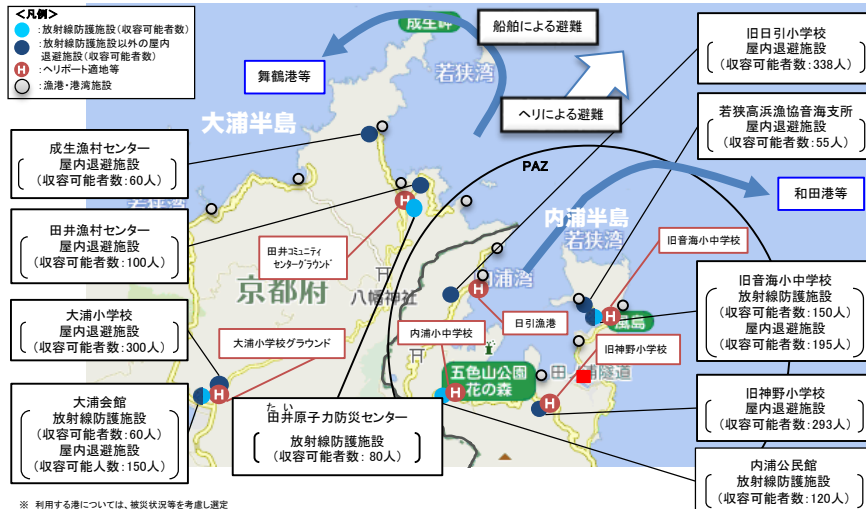 <凡例>
:放射線防護施設(収容可能者数)
:放射線防護施設以外の屋内
退避施設(収容可能者数)
H :ヘリポート適地等
:漁港・港湾施設
成生岬
船舶による避難
舞鶴港等
若狭湾
ヘリによる避難
大浦半島
旧日引小学校
屋内退避施設
(収容可能者数:338人)
若狭高浜漁協音海支所
屋内退避施設
(収容可能者数:55人)
PAZ
和田港等
成生漁村センター
屋内退避施設
(収容可能者数:60人)
若狭湾
田井漁村センター
屋内退避施設
(収容可能者数:100人)
H
田井コミュニティ
センターグラウンド
内浦半島
若狭湾
旧音海小中学校
内浦湾
京都府
八幡神社
H
日引漁港
H
風島
旧音海小中学校
放射線防護施設
(収容可能者数:150人)
屋内退避施設
(収容可能者数:195人)
大浦小学校
屋内退避施設
(収容可能者数:300人)
大浦小学校グラウンド
内浦小中学校
旧神野小学校
五色山公園
花の森
田ノ浦隧道
H
H
H
大浦会館
放射線防護施設
(収容可能者数:60人)
屋内退避施設
(収容可能人数:150人)
たい
田井原子力防災センター
放射線防護施設
(収容可能者数:80人)
旧神野小学校
屋内退避施設
(収容可能者数:293人)
内浦公民館
放射線防護施設
(収容可能者数:120人)
※ 利用する港については、被災状況等を考慮し選定